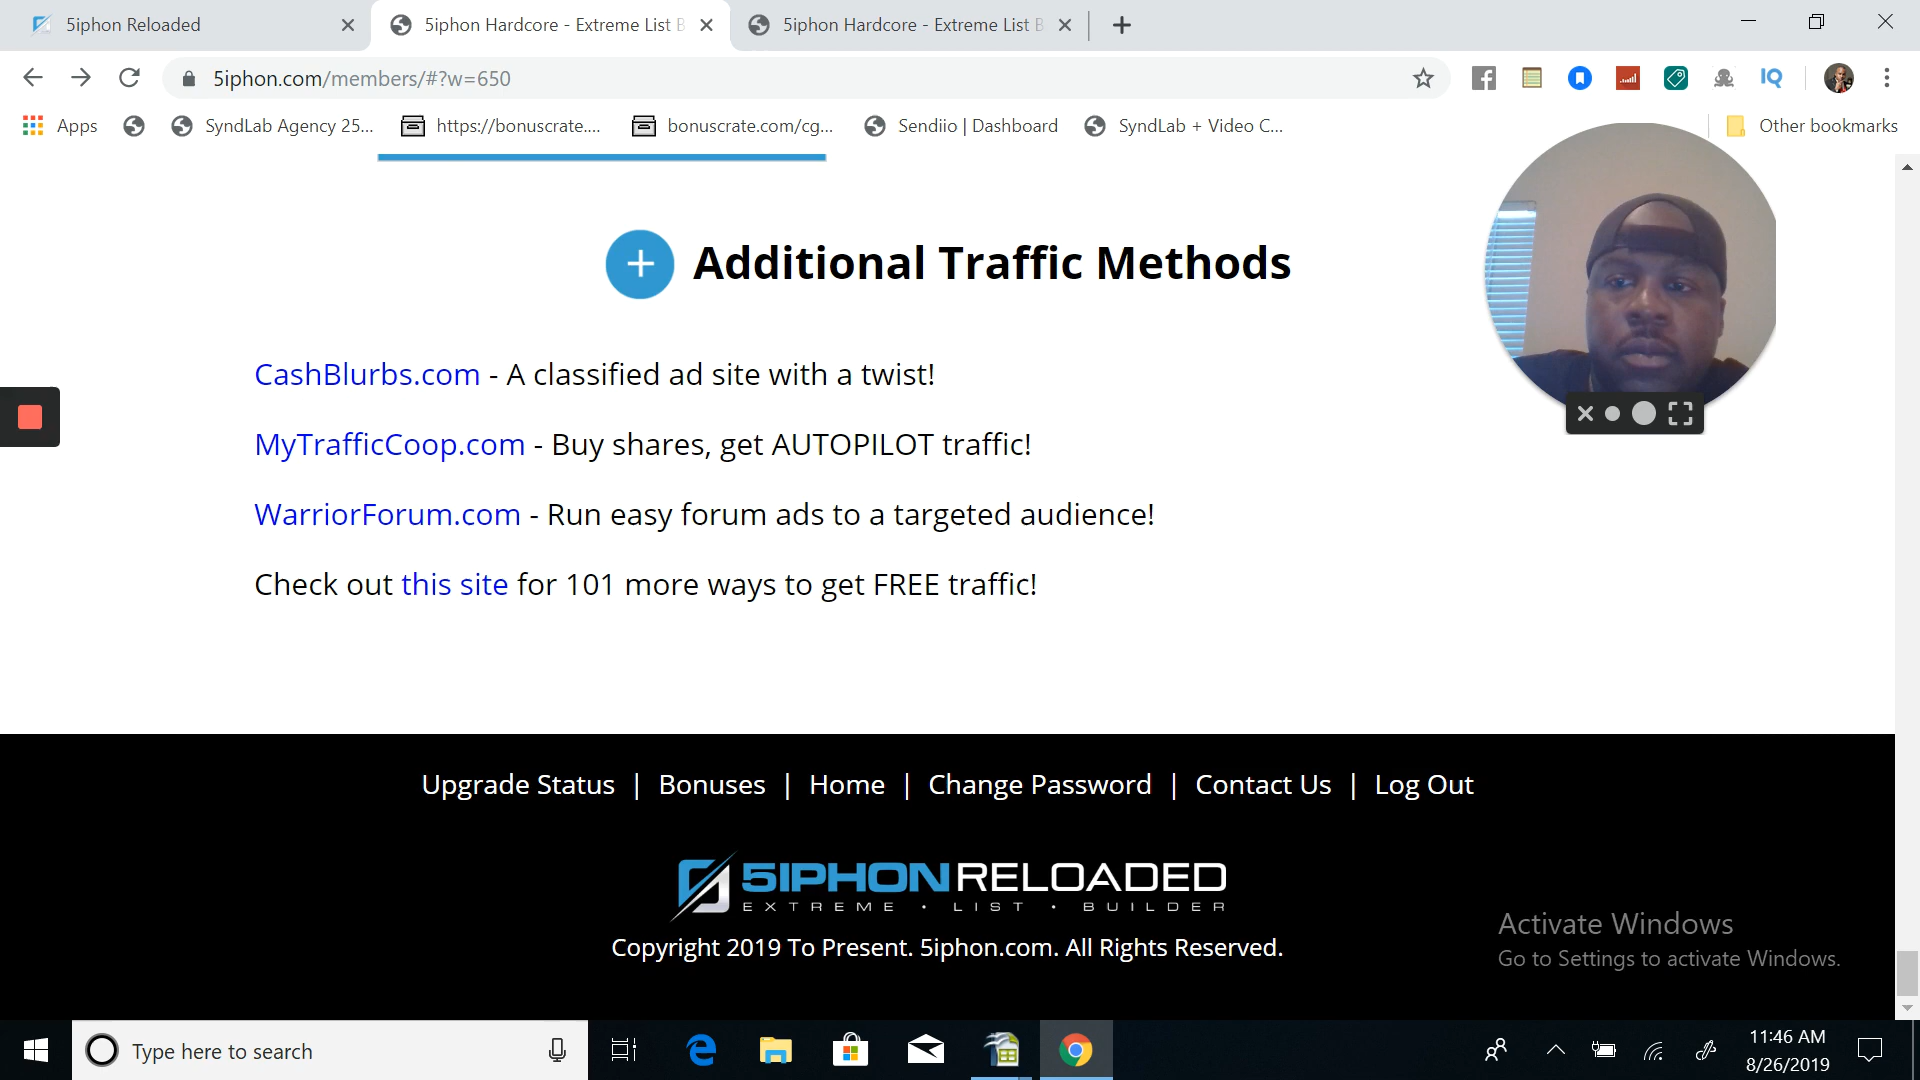 5iphon Reloaded
5iphon Hardcore - Extreme List B
5iphon Hardcore - Extreme List B
5iphon.com/members/#?w=650
IQ
Apps
SyndLab Agency 25...
https://bonuscrate....
bonuscrate.com/cg...
Sendiio | Dashboard
SyndLab + Video C...
Other bookmarks
Additional Traffic Methods
CashBlurbs.com - A classified ad site with a twist!
MyTrafficCoop.com - Buy shares, get AUTOPILOT traffic!
WarriorForum.com - Run easy forum ads to a targeted audience!
Check out this site for 101 more ways to get FREE traffic!
Upgrade Status | Bonuses | Home | Change Password | Contact Us | Log Out
5IPHON RELOADED
EXTREME • LIST • BUILDER
Copyright 2019 To Present. 5iphon.com. All Rights Reserved.
Activate Windows
Go to Settings to activate Windows.
Type here to search
11:46 AM
8/26/2019